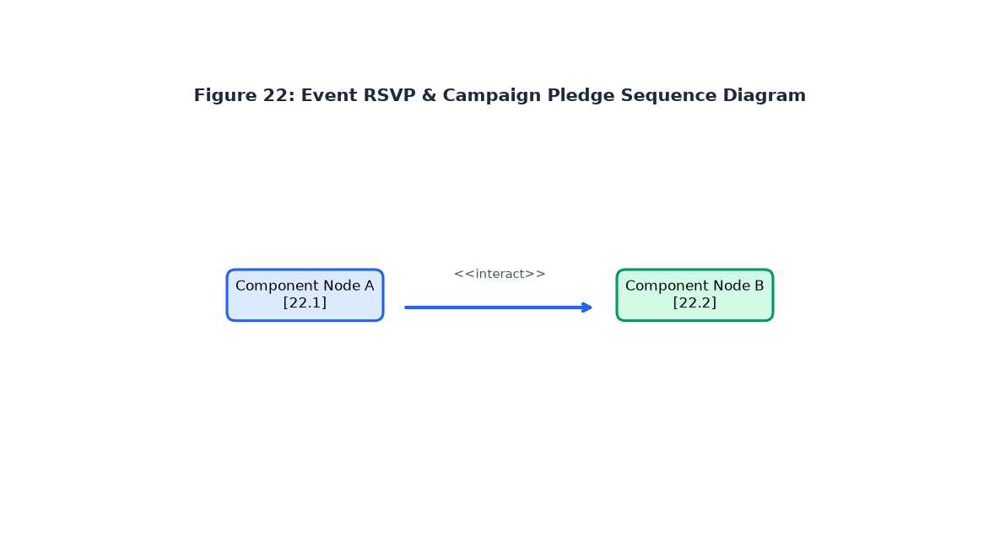 Figure 22: Event RSVP & Campaign Pledge Sequence Diagram
Component Node A
[22.1]
<<interact>>
Component Node B
[22.2]